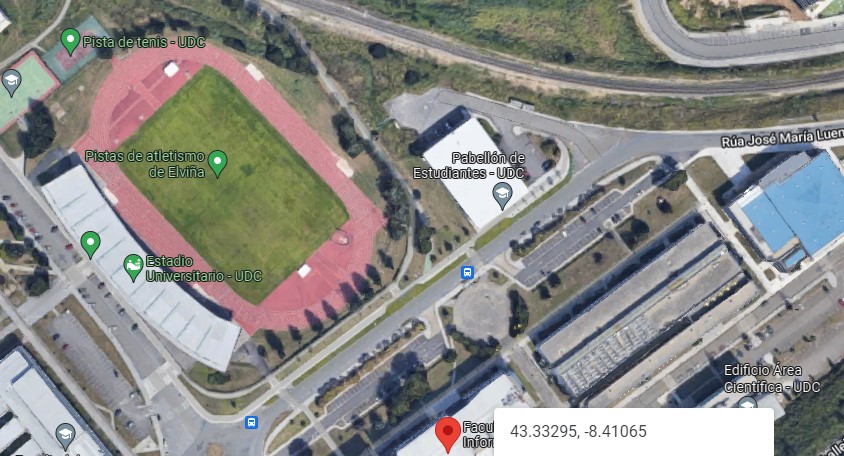 Pista de tenis - UDC
Pistas de atletismo
de Elviña
Pabellón de
Estudiantes - UDC
Rúa José María Luen
Estadio
Universitario - UDC
Edificio Área
Científica - UDC
Facul
Inforn
43.33295, -8.41065